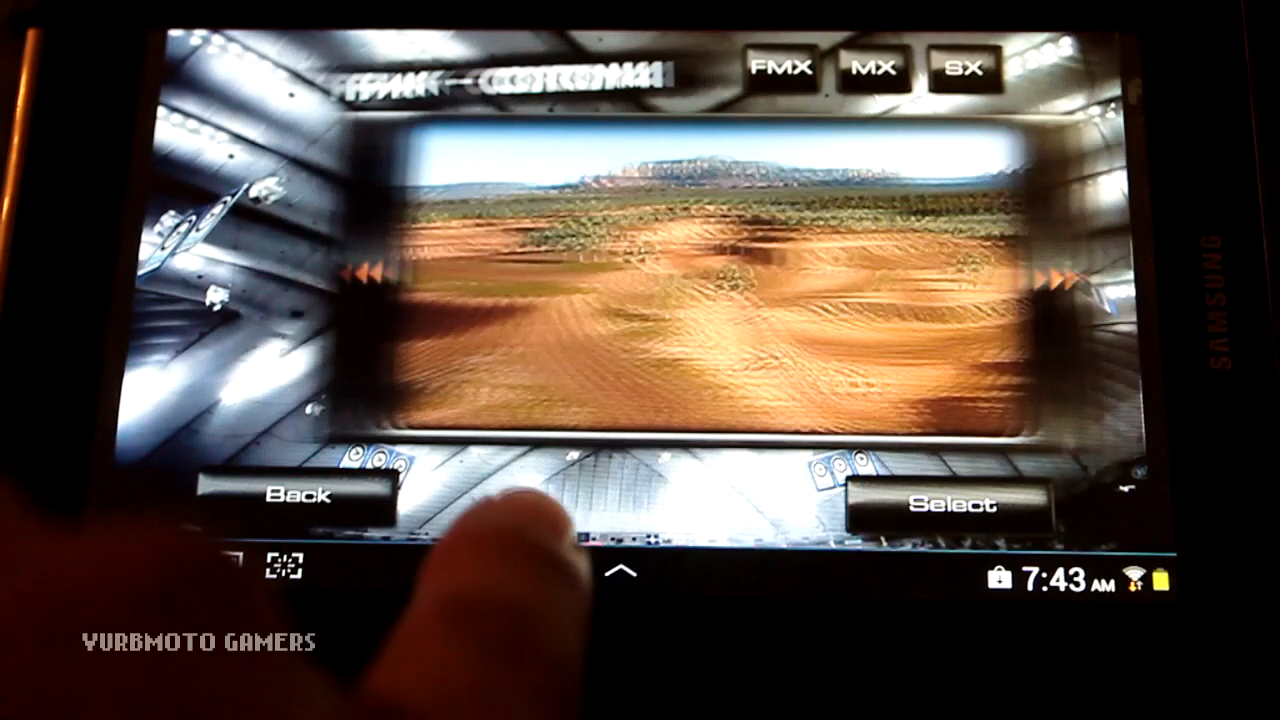 FMX MX SX
Back
Select
7:43 AM
SAMSUNG
YURBMOTO GAMERS